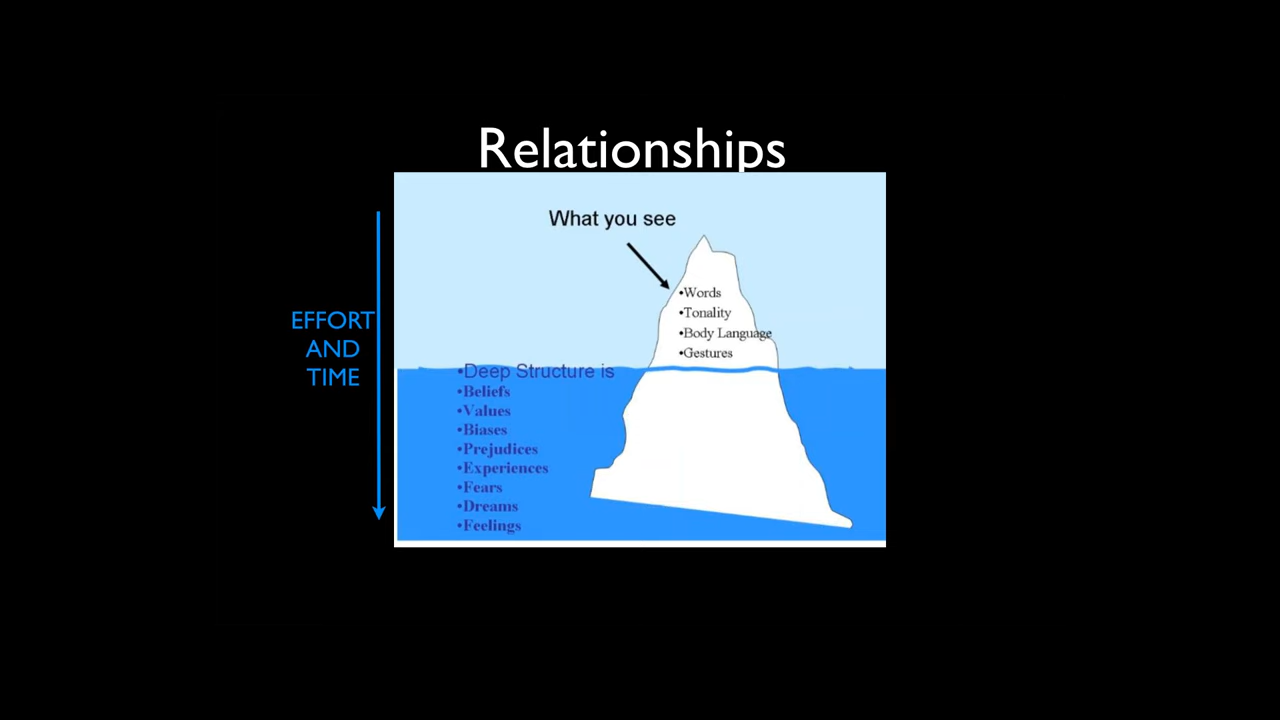 Relationships
What you see
•Words
•Tonality
•Body Language
•Gestures
EFFORT
AND
TIME
•Deep Structure is
•Beliefs
•Values
•Biases
•Prejudices
•Experiences
•Fears
•Dreams
•Feelings